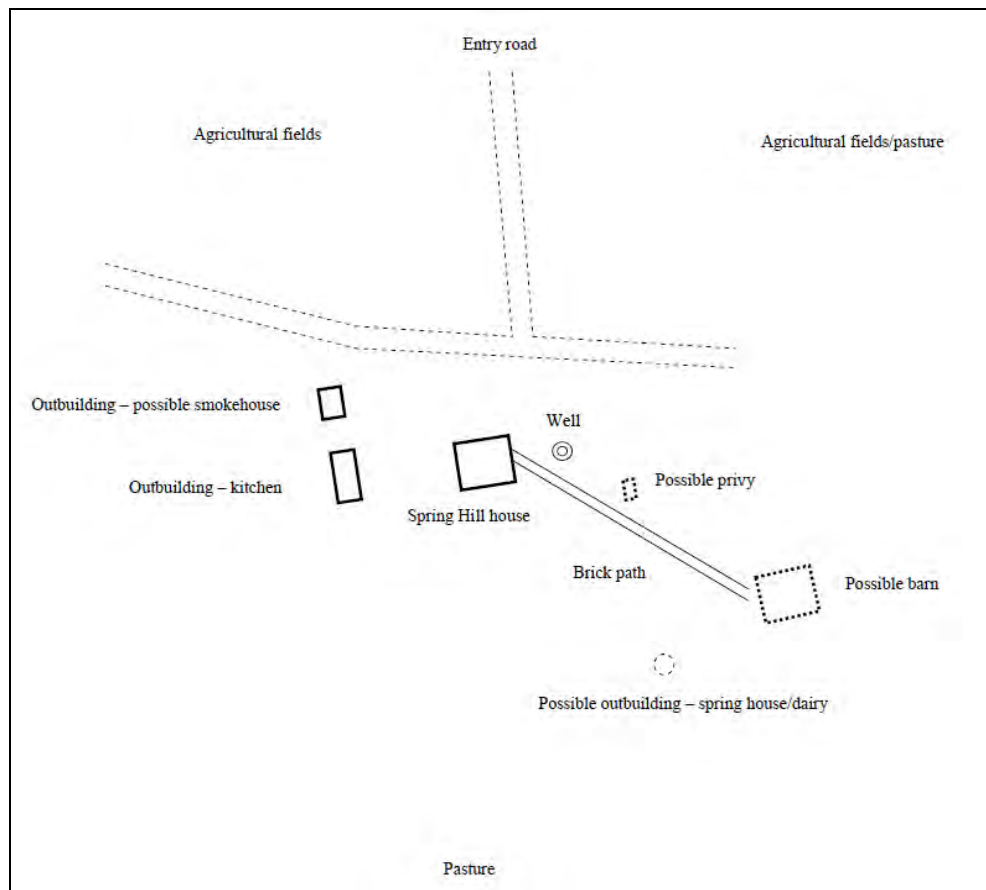 Entry road
Agricultural fields
Agricultural fields/pasture
Outbuilding – possible smokehouse
Well
Outbuilding – kitchen
Possible privy
Spring Hill house
Brick path
Possible barn
Possible outbuilding – spring house/dairy
Pasture